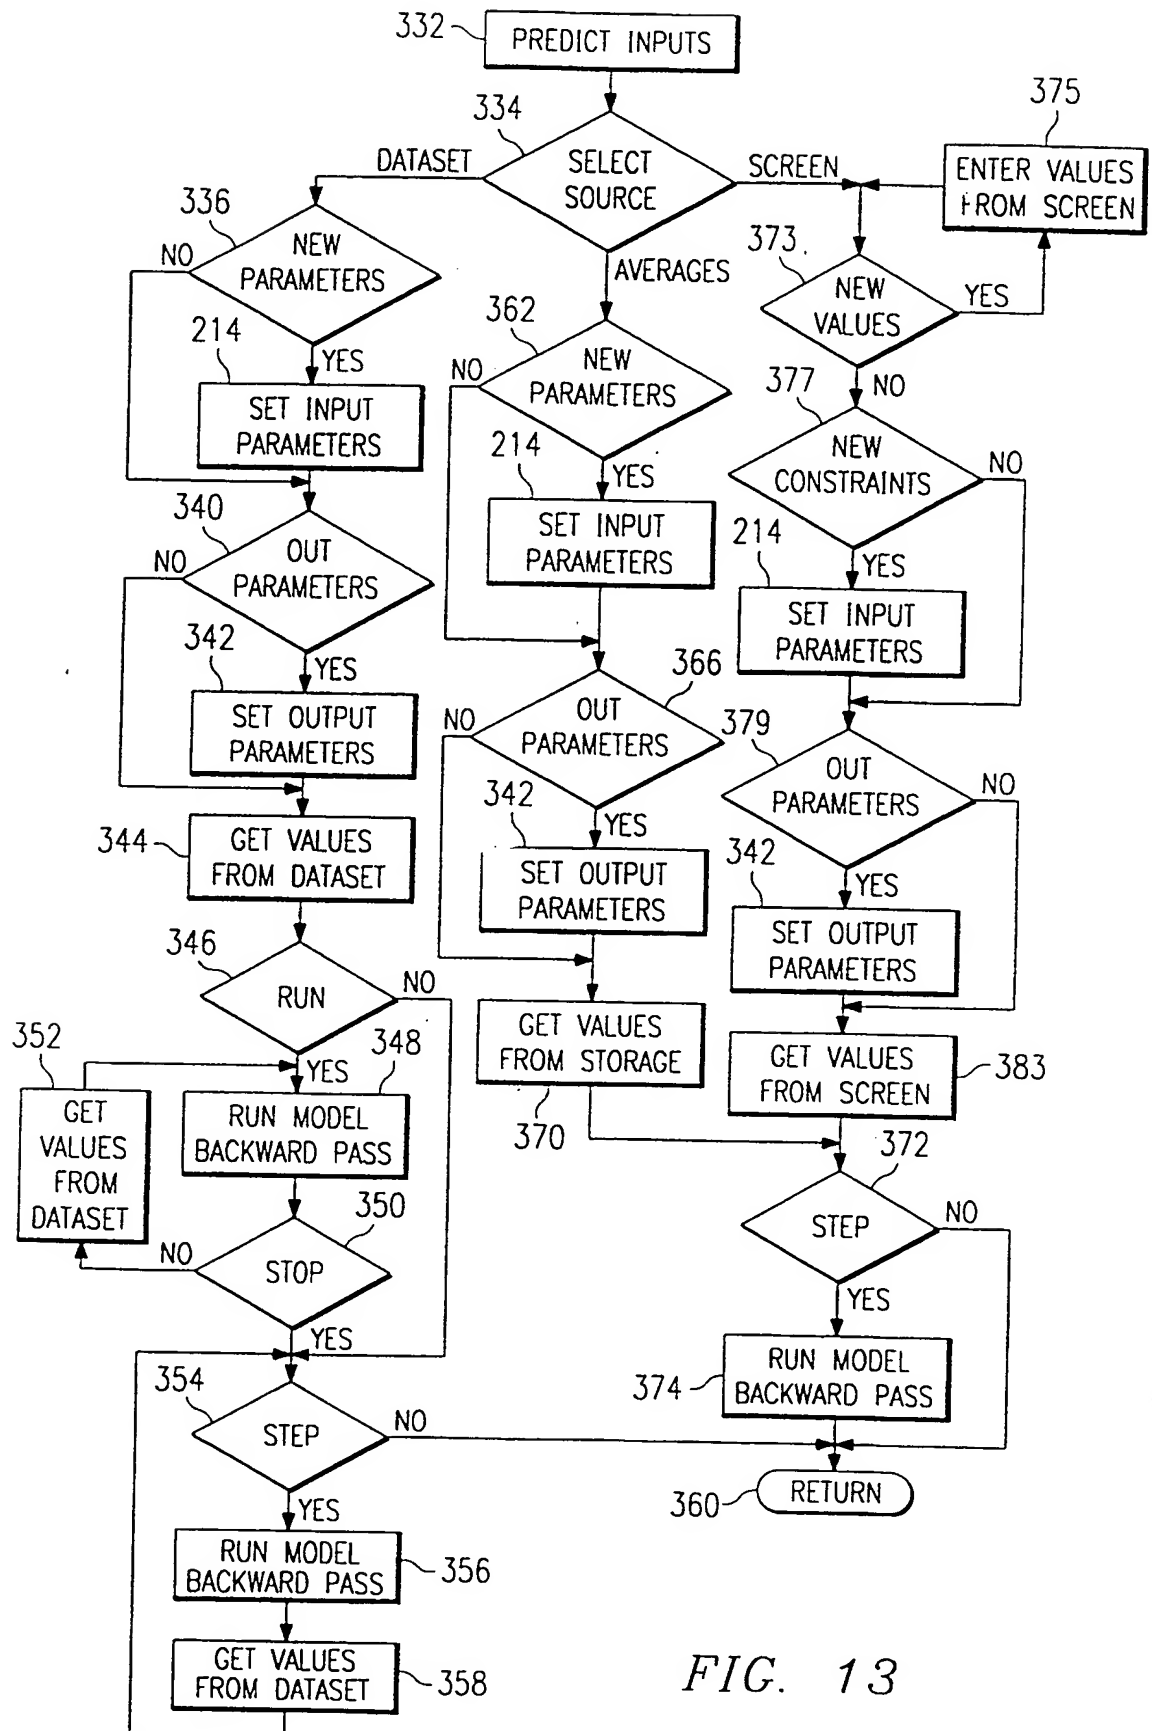 332
PREDICT INPUTS
334
SELECT
SOURCE
DATASET
SCREEN
AVERAGES
375
ENTER VALUES
FROM SCREEN
336
NEW
PARAMETERS
NO
YES
214
SET INPUT
PARAMETERS
340
OUT
PARAMETERS
NO
YES
342
SET OUTPUT
PARAMETERS
344
GET VALUES
FROM DATASET
346
RUN
NO
YES
348
RUN MODEL
BACKWARD PASS
352
GET
VALUES
FROM
DATASET
350
STOP
NO
YES
354
STEP
NO
YES
RUN MODEL
BACKWARD PASS
356
GET VALUES
FROM DATASET
358
362
NEW
PARAMETERS
NO
YES
214
SET INPUT
PARAMETERS
366
OUT
PARAMETERS
NO
YES
342
SET OUTPUT
PARAMETERS
GET VALUES
FROM STORAGE
370
373
NEW
VALUES
YES
NO
377
NEW
CONSTRAINTS
NO
YES
214
SET INPUT
PARAMETERS
379
OUT
PARAMETERS
NO
YES
342
SET OUTPUT
PARAMETERS
GET VALUES
FROM SCREEN
383
372
STEP
NO
YES
374
RUN MODEL
BACKWARD PASS
360
RETURN
FIG. 13